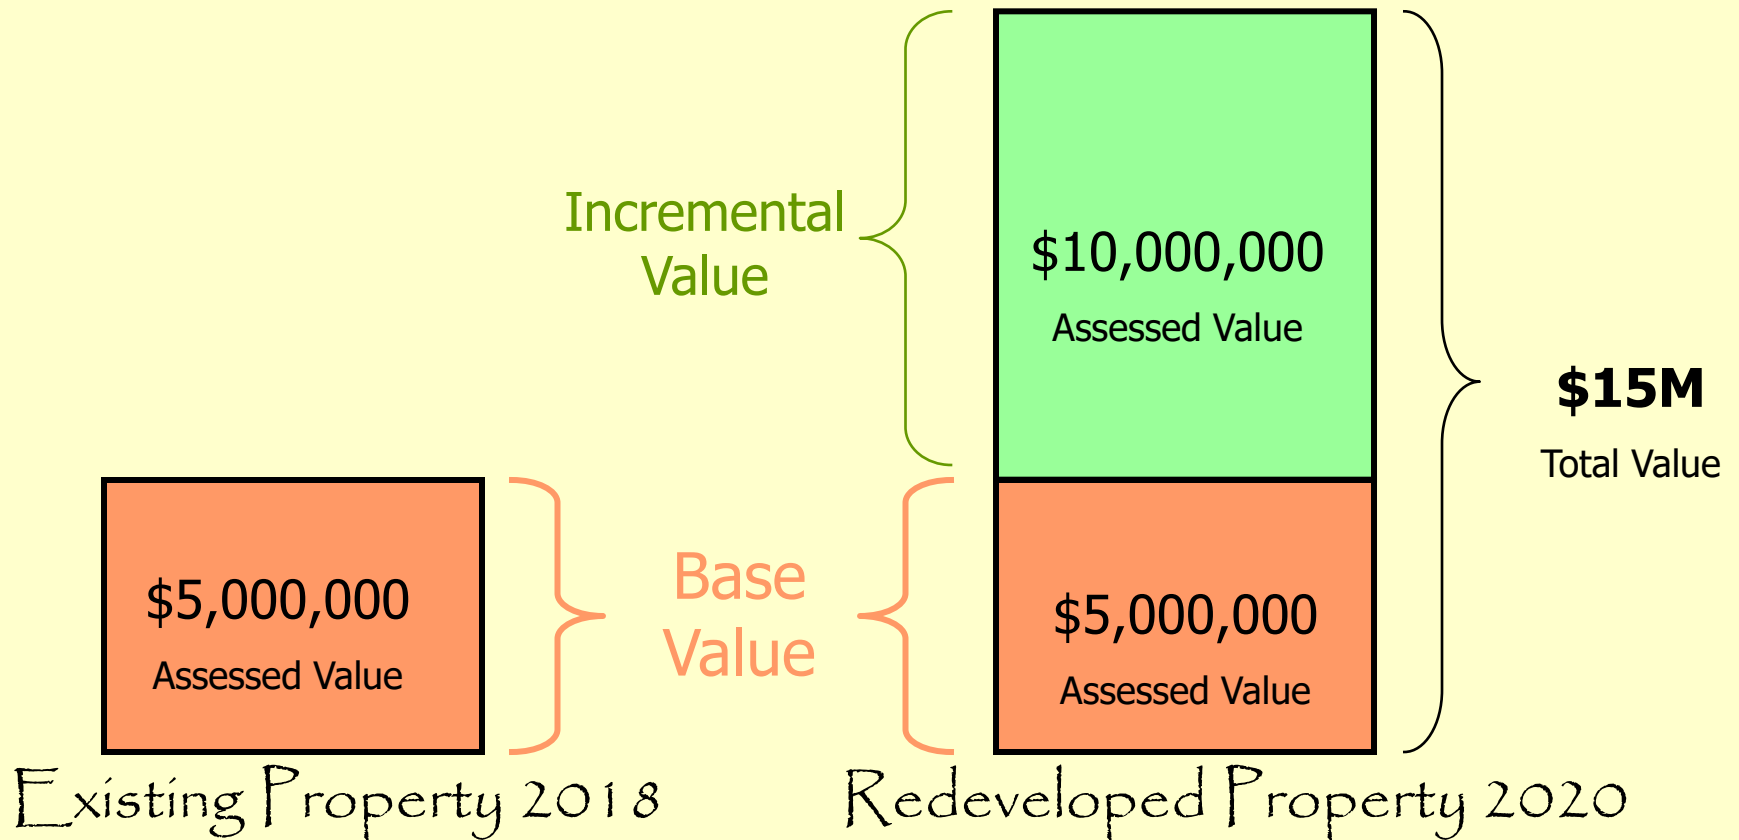 Incremental
Value
$10,000,000
Assessed Value
$15M
Total Value
$5,000,000
Assessed Value
Base
Value
$5,000,000
Assessed Value
Existing Property 2018
Redeveloped Property 2020